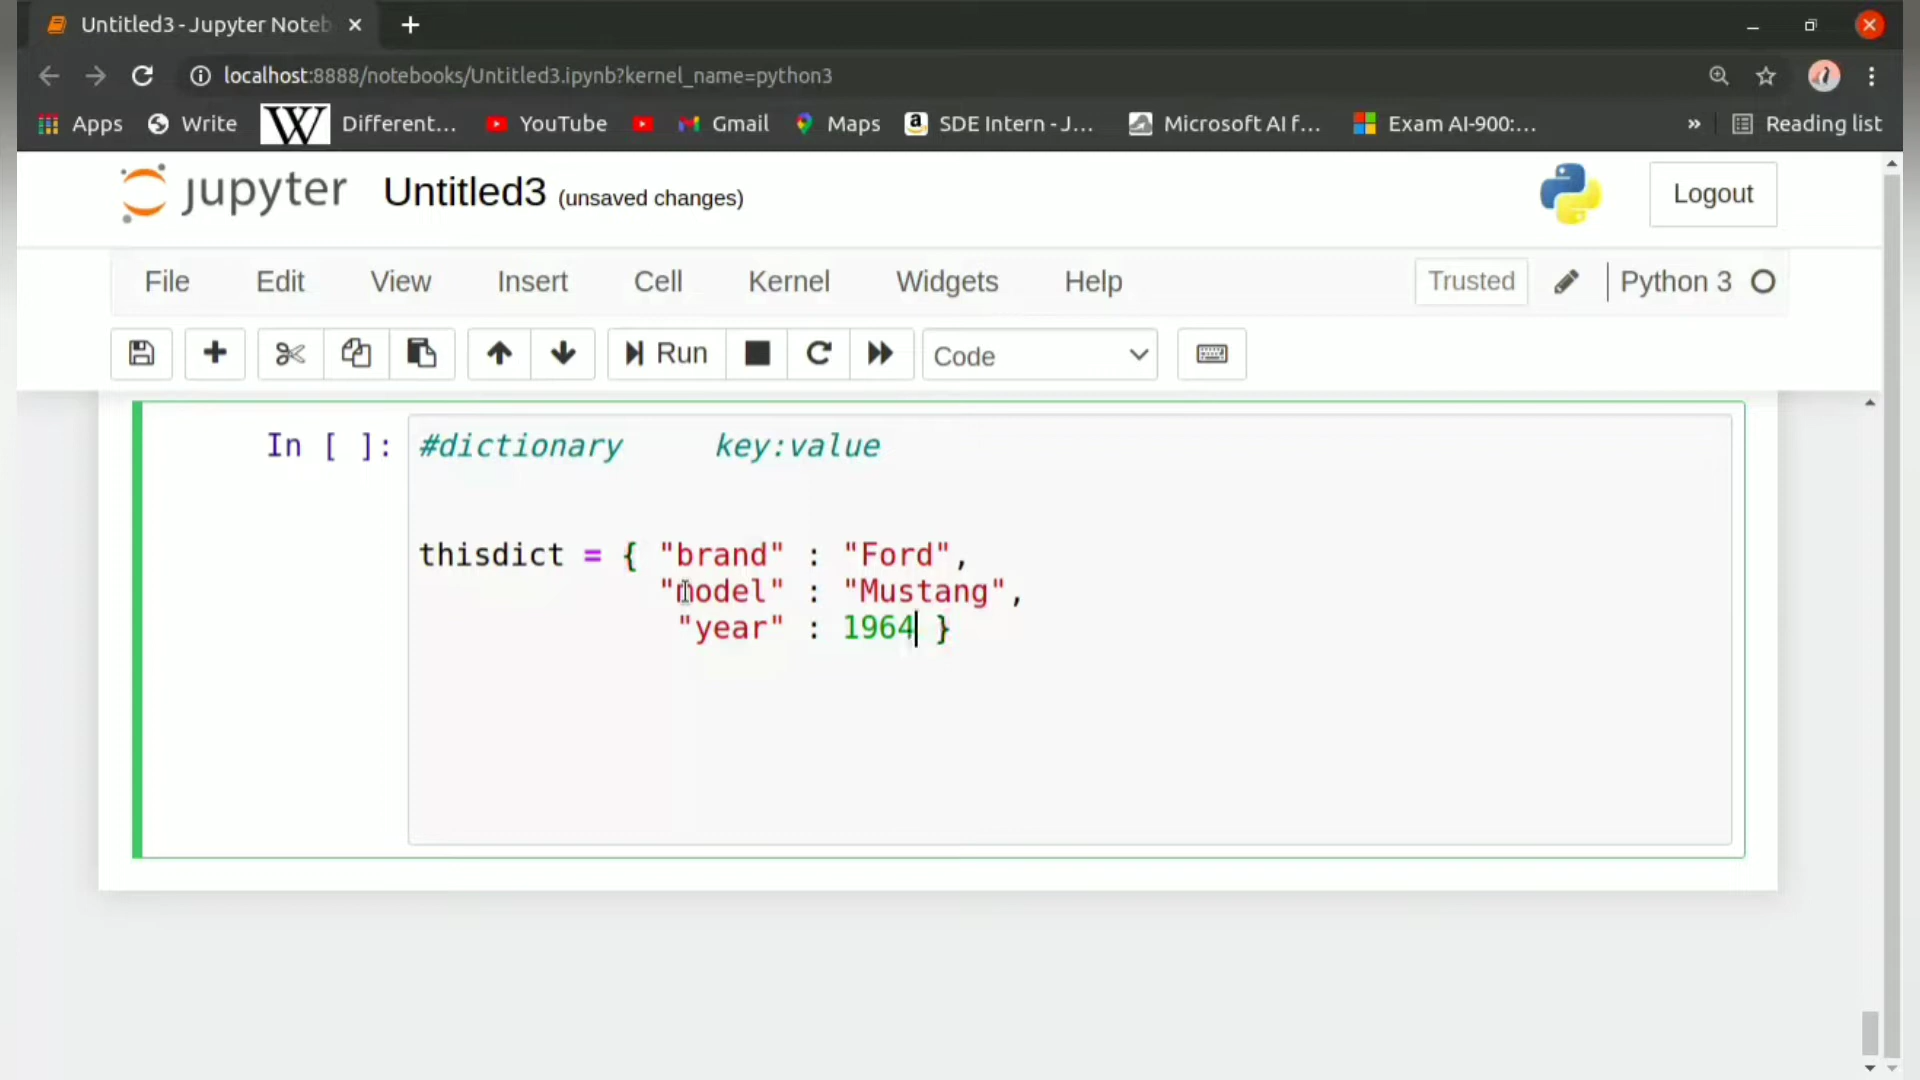 Untitled3 - Jupyter Noteb
localhost:8888/notebooks/Untitled3.ipynb?kernel_name=python3
Apps Write W Different... YouTube Gmail Maps SDE Intern - J... Microsoft AI f... Exam AI-900:... » Reading list
jupyter Untitled3 (unsaved changes) Logout
File Edit View Insert Cell Kernel Widgets Help Trusted Python 3
Run Code
In [ ]: #dictionary key:value
thisdict = { "brand" : "Ford",
"model" : "Mustang",
"year" : 1964 }